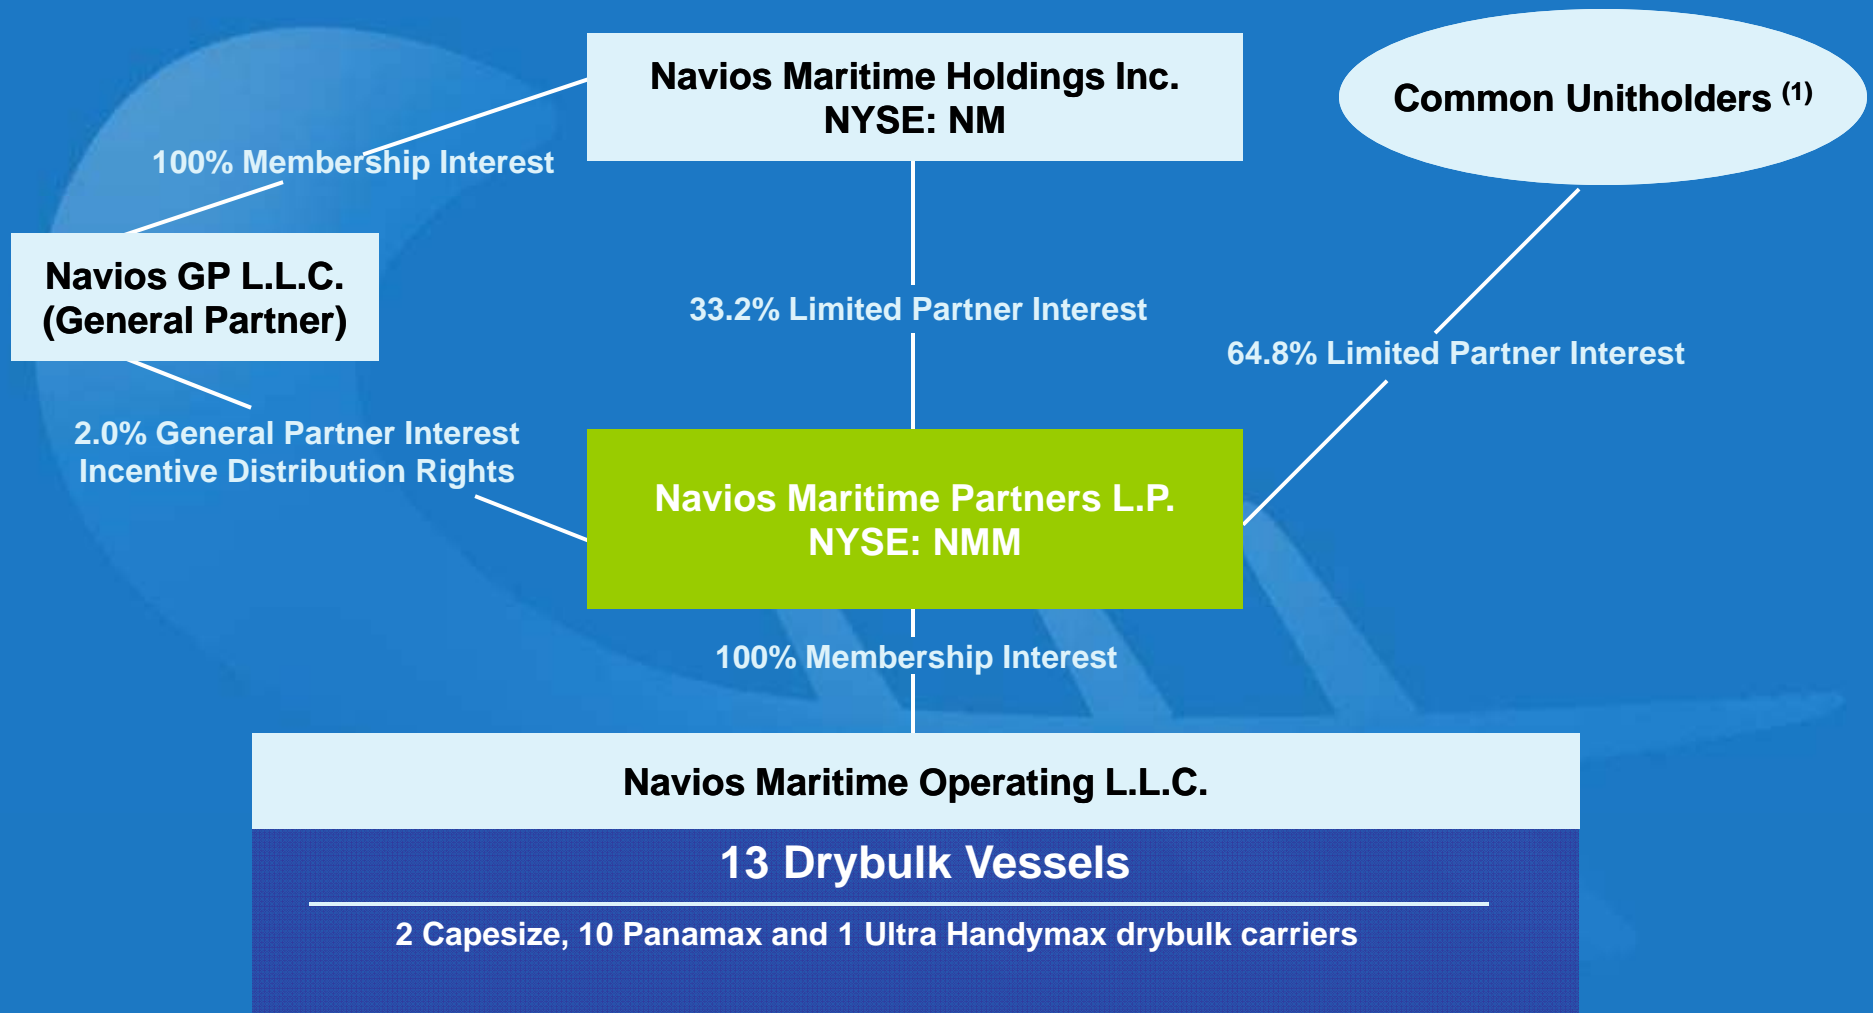 Navios Maritime Holdings Inc.
NYSE: NM
Common Unitholders (1)
100% Membership Interest
Navios GP L.L.C.
(General Partner)
33.2% Limited Partner Interest
64.8% Limited Partner Interest
2.0% General Partner Interest
Incentive Distribution Rights
Navios Maritime Partners L.P.
NYSE: NMM
100% Membership Interest
Navios Maritime Operating L.L.C.
13 Drybulk Vessels
2 Capesize, 10 Panamax and 1 Ultra Handymax drybulk carriers